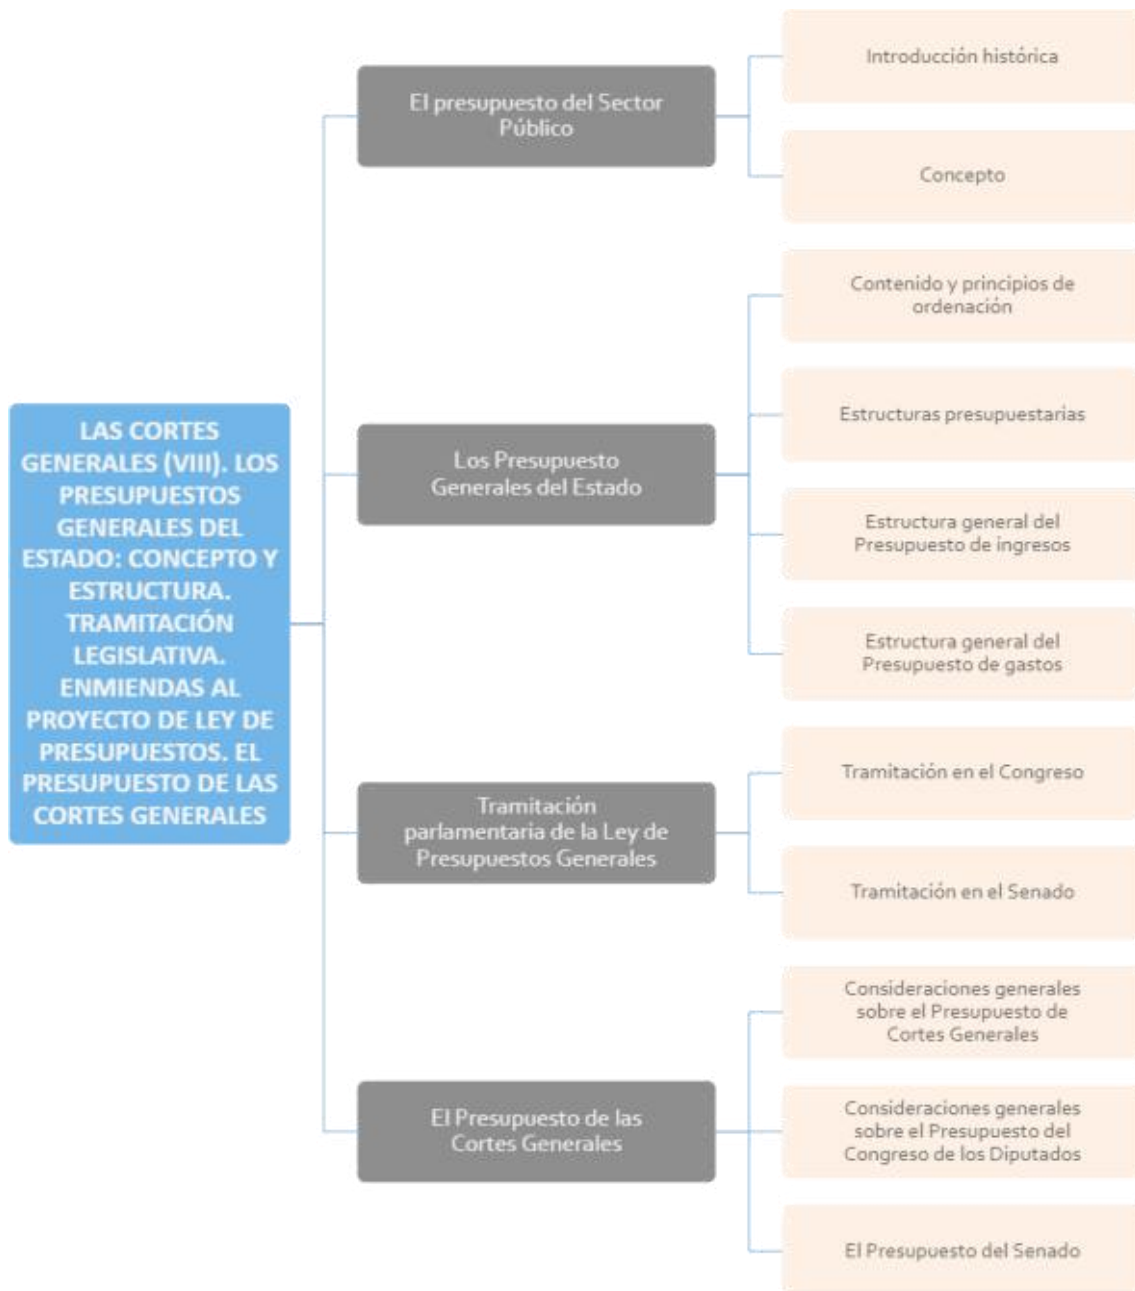 LAS CORTES
GENERALES (VIII). LOS
PRESUPUESTOS
GENERALES DEL
ESTADO: CONCEPTO Y
ESTRUCTURA.
TRAMITACIÓN
LEGISLATIVA.
ENMIENDAS AL
PROYECTO DE LEY DE
PRESUPUESTOS. EL
PRESUPUESTO DE LAS
CORTES GENERALES
El presupuesto del Sector
Público
Introducción histórica
Concepto
Los Presupuesto
Generales del Estado
Contenido y principios de
ordenación
Estructuras presupuestarias
Estructura general del
Presupuesto de ingresos
Estructura general del
Presupuesto de gastos
Tramitación
parlamentaria de la Ley de
Presupuestos Generales
Tramitación en el Congreso
Tramitación en el Senado
El Presupuesto de las
Cortes Generales
Consideraciones generales
sobre el Presupuesto de
Cortes Generales
Consideraciones generales
sobre el Presupuesto del
Congreso de los Diputados
El Presupuesto del Senado